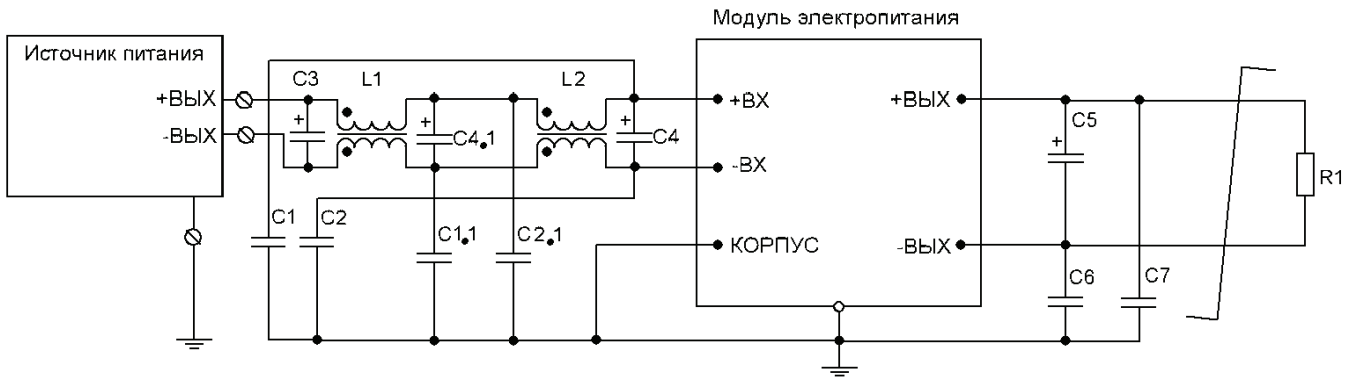 Модуль электропитания
Источник питания
+ВЫХ
-ВЫХ
C3
L1
L2
+
+
+
C4.1
C4
+ВХ
-ВХ
КОРПУС
+ВЫХ
-ВЫХ
C5
+
R1
C1
C2
C1.1
C2.1
C6
C7